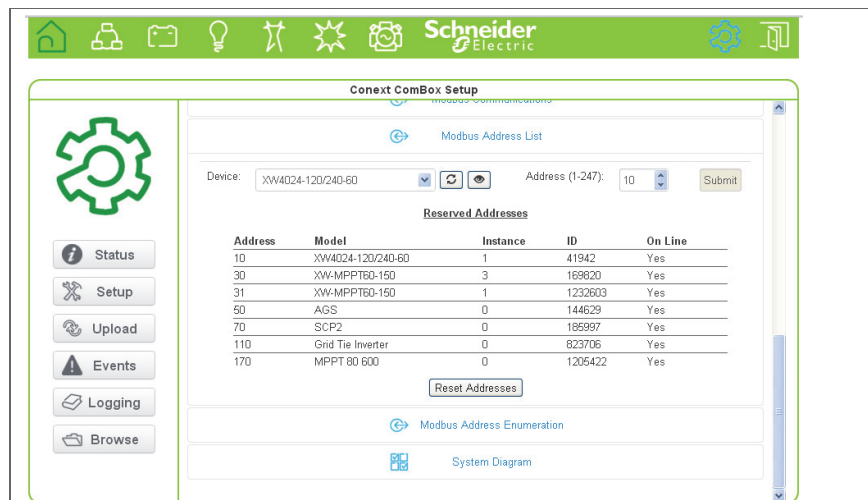 Schneider
Electric
Conext ComBox Setup
Modbus Communications
Modbus Address List
Device: XW4024-120/240-60 Address (1-247): 10 Submit
Reserved Addresses
Address Model Instance ID On Line
10 XW4024-120/240-60 1 41942 Yes
30 XW-MPPT60-150 3 169820 Yes
31 XW-MPPT60-150 1 1232603 Yes
50 AGS 0 144629 Yes
70 SCP2 0 185997 Yes
110 Grid Tie Inverter 0 823706 Yes
170 MPPT 80 600 0 1205422 Yes
Reset Addresses
Modbus Address Enumeration
System Diagram
Status
Setup
Upload
Events
Logging
Browse